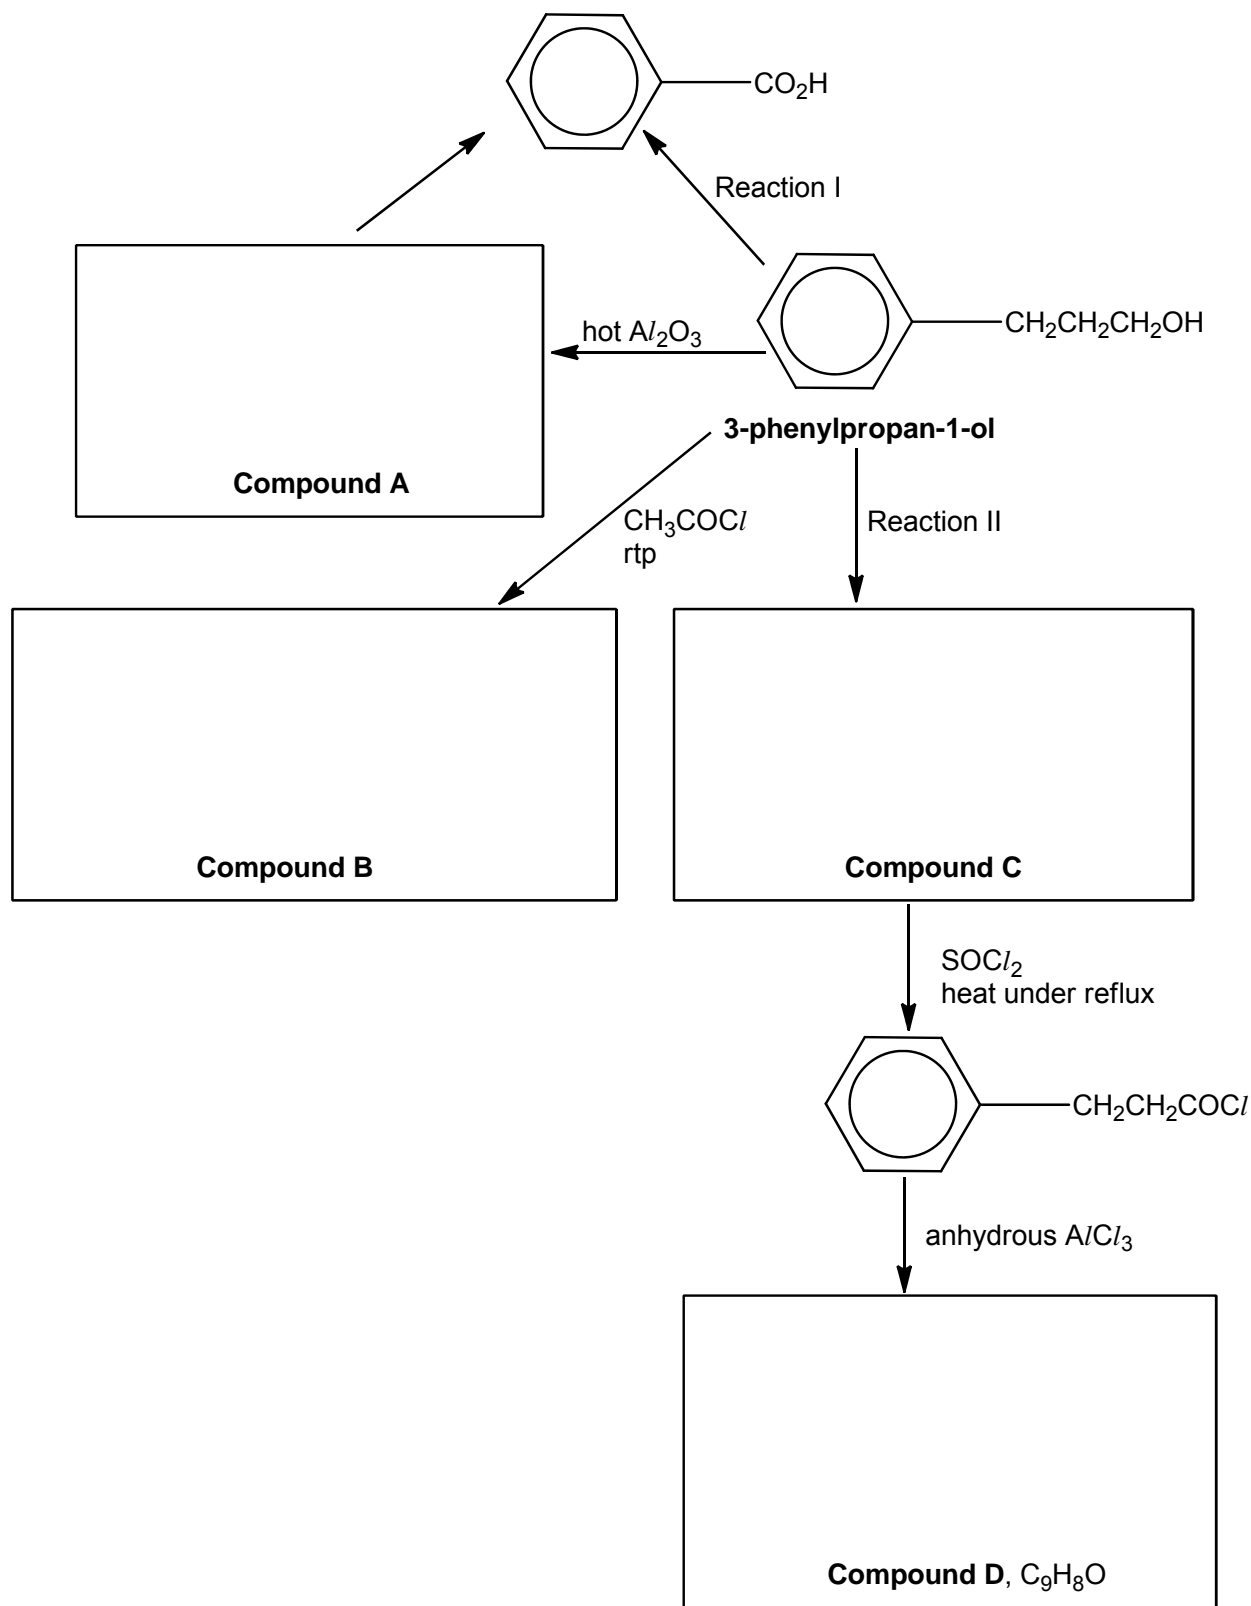 CO₂H
Reaction I
hot Al₂O₃
CH₂CH₂CH₂OH
3-phenylpropan-1-ol
Compound A
CH₃COCl
rtp
Reaction II
Compound B
Compound C
SOCl₂
heat under reflux
CH₂CH₂COCl
anhydrous AlCl₃
Compound D, C₉H₈O